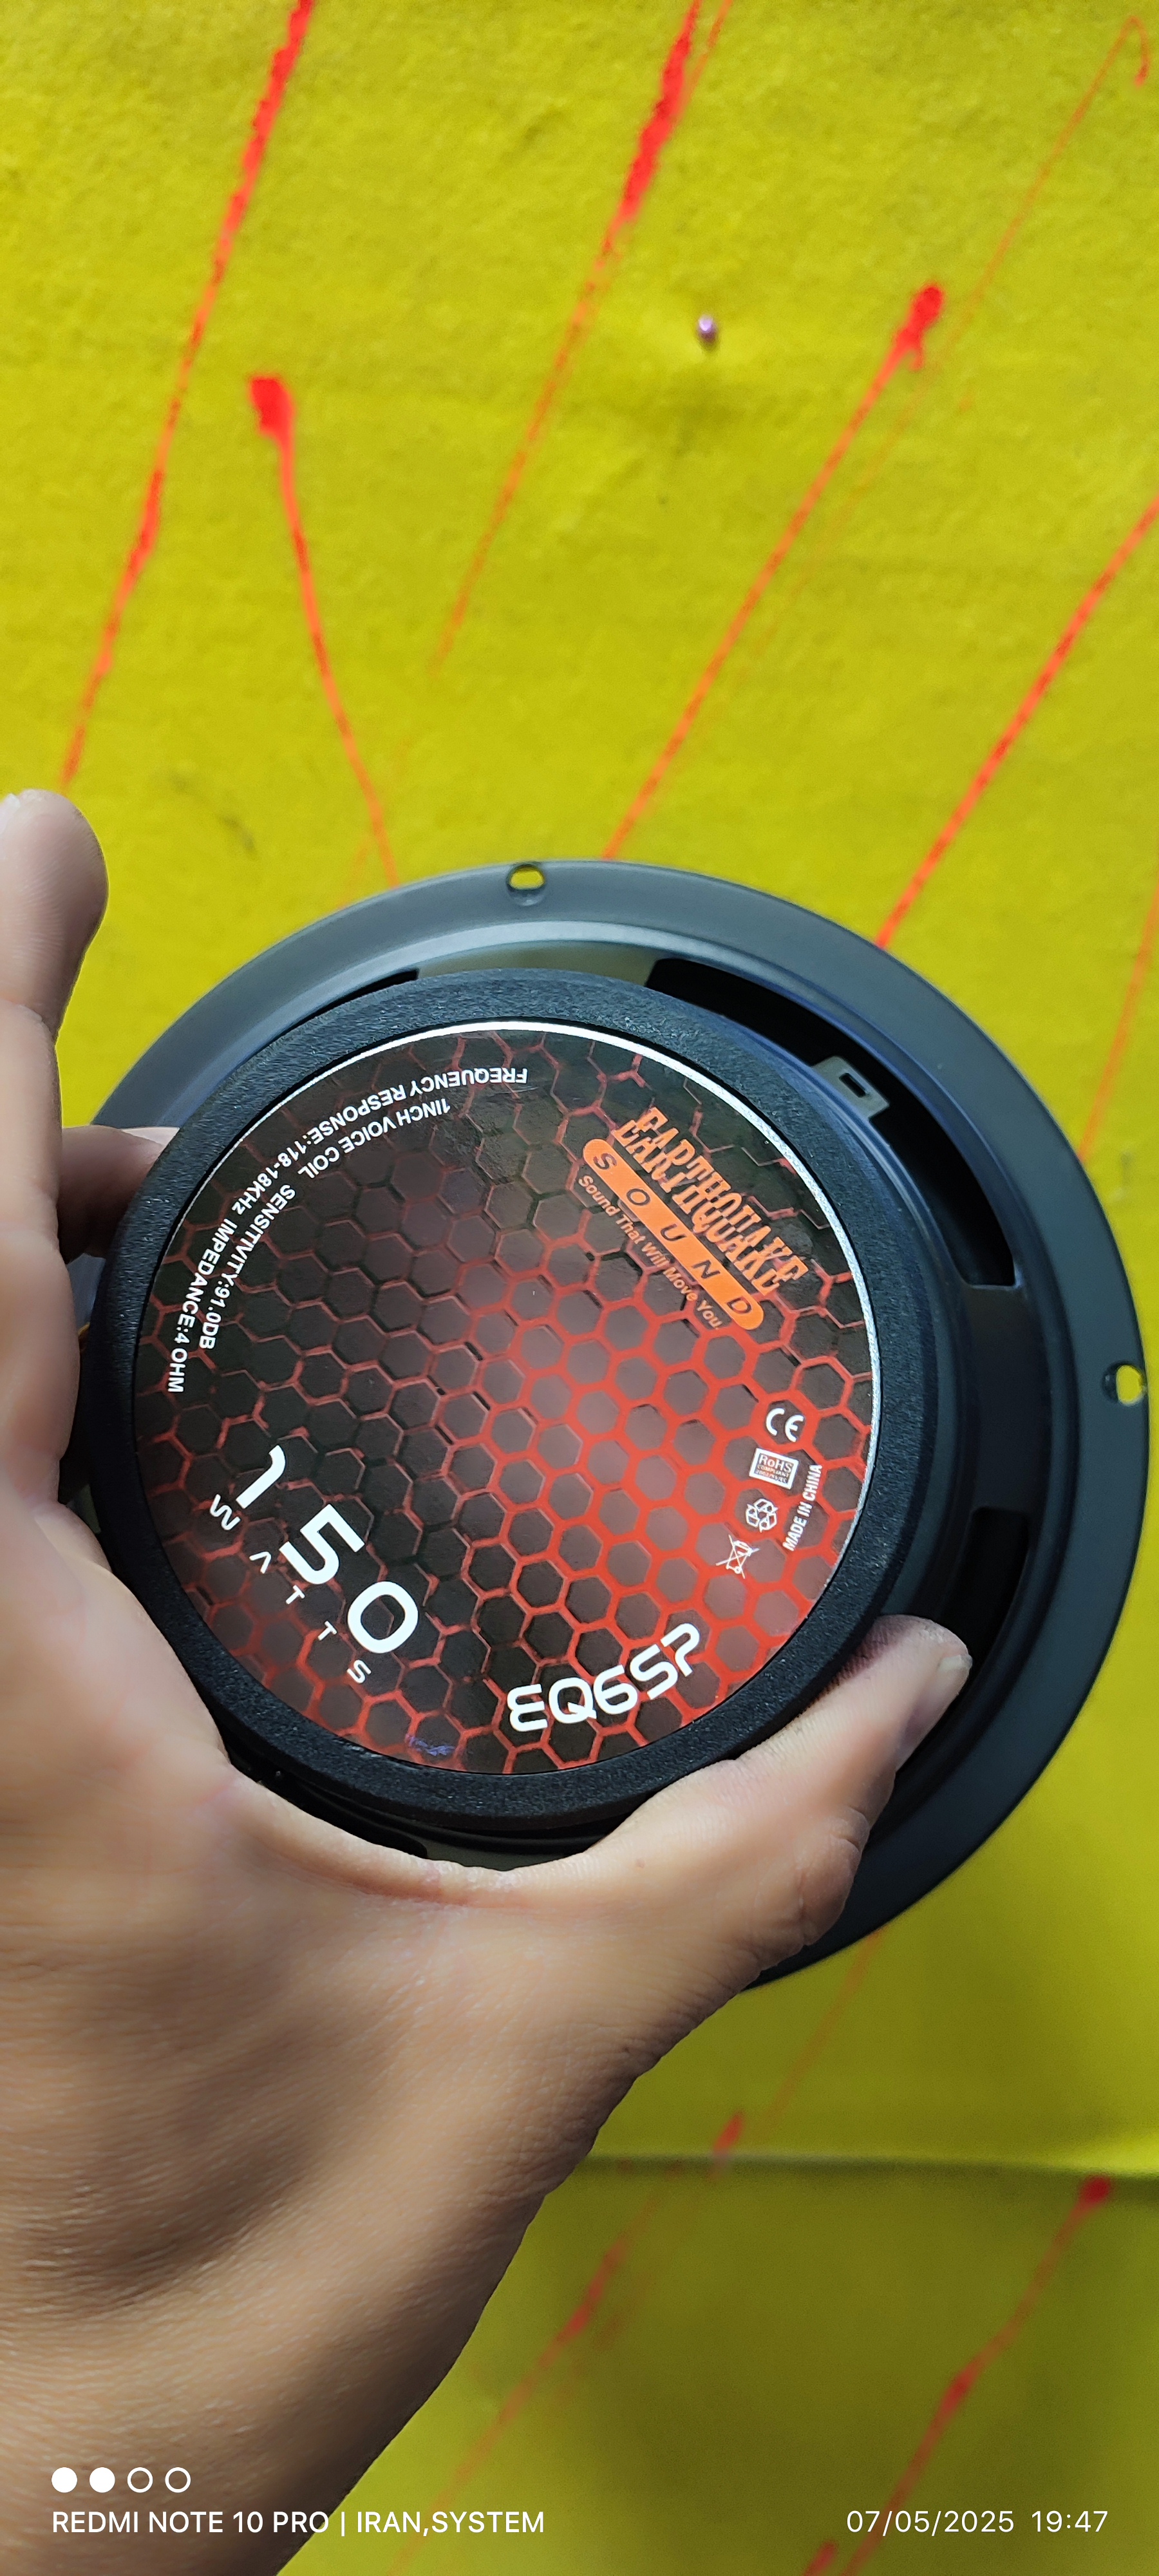 EARTHQUAKE
SOUND
Sound That Will Move You.
CE
RoHS
MADE IN CHINA
EQ6SP
150
WATTS
1INCH VOICE COIL SENSITIVITY:91.0DB
FREQUENCY RESPONSE:118-18KHz IMPEDANCE:4 OHM
REDMI NOTE 10 PRO | IRAN,SYSTEM
07/05/2025 19:47